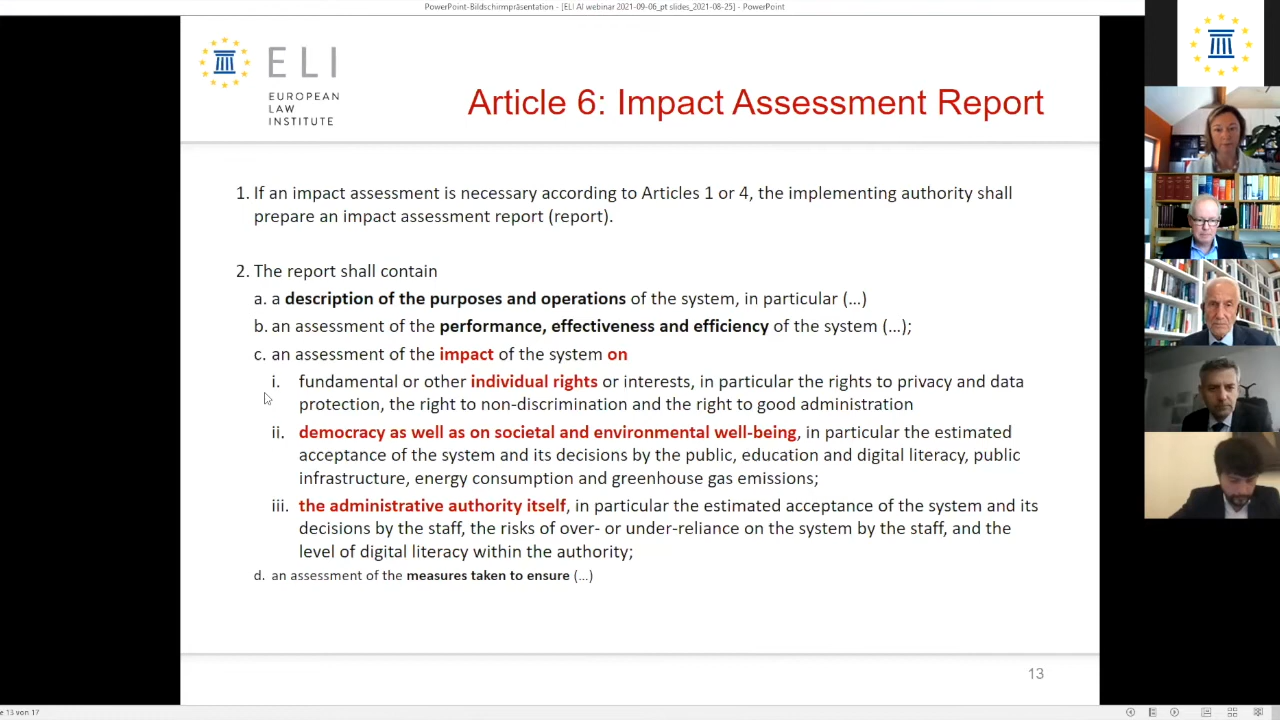 PowerPoint-Bildschirmpräsentation - [ELI AI webinar 2021-09-06_pt slides_2021-08-25] - PowerPoint
ELI
EUROPEAN
LAW
INSTITUTE
Article 6: Impact Assessment Report
1. If an impact assessment is necessary according to Articles 1 or 4, the implementing authority shall
prepare an impact assessment report (report).
2. The report shall contain
a. a description of the purposes and operations of the system, in particular (...)
b. an assessment of the performance, effectiveness and efficiency of the system (...);
c. an assessment of the impact of the system on
i. fundamental or other individual rights or interests, in particular the rights to privacy and data
protection, the right to non-discrimination and the right to good administration
ii. democracy as well as on societal and environmental well-being, in particular the estimated
acceptance of the system and its decisions by the public, education and digital literacy, public
infrastructure, energy consumption and greenhouse gas emissions;
iii. the administrative authority itself, in particular the estimated acceptance of the system and its
decisions by the staff, the risks of over- or under-reliance on the system by the staff, and the
level of digital literacy within the authority;
d. an assessment of the measures taken to ensure (...)
13
e 13 von 17